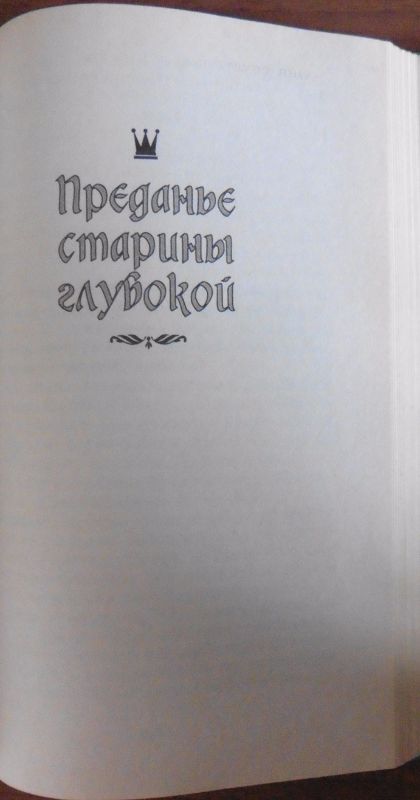 Преданье
старины
глубокой